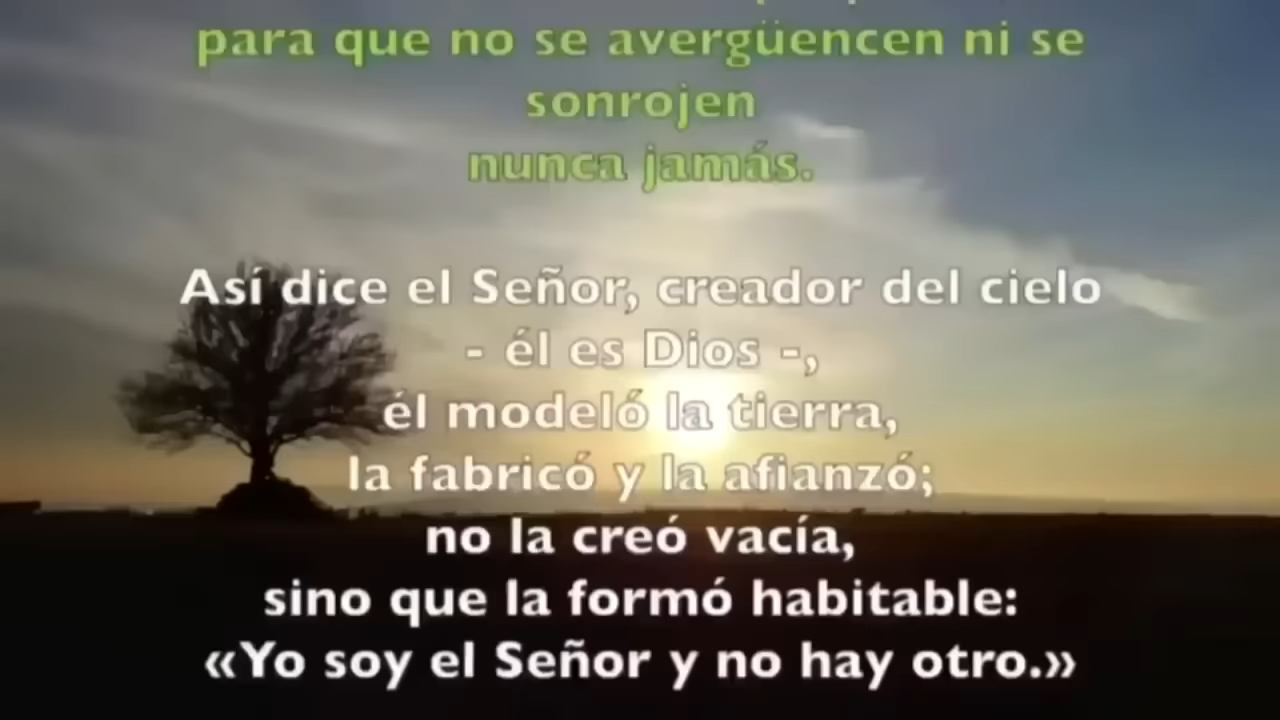 para que no se avergüencen ni se
sonrojen
nunca jamás.
Así dice el Señor, creador del cielo
- él es Dios -,
él modeló la tierra,
la fabricó y la afianzó;
no la creó vacía,
sino que la formó habitable:
«Yo soy el Señor y no hay otro.»